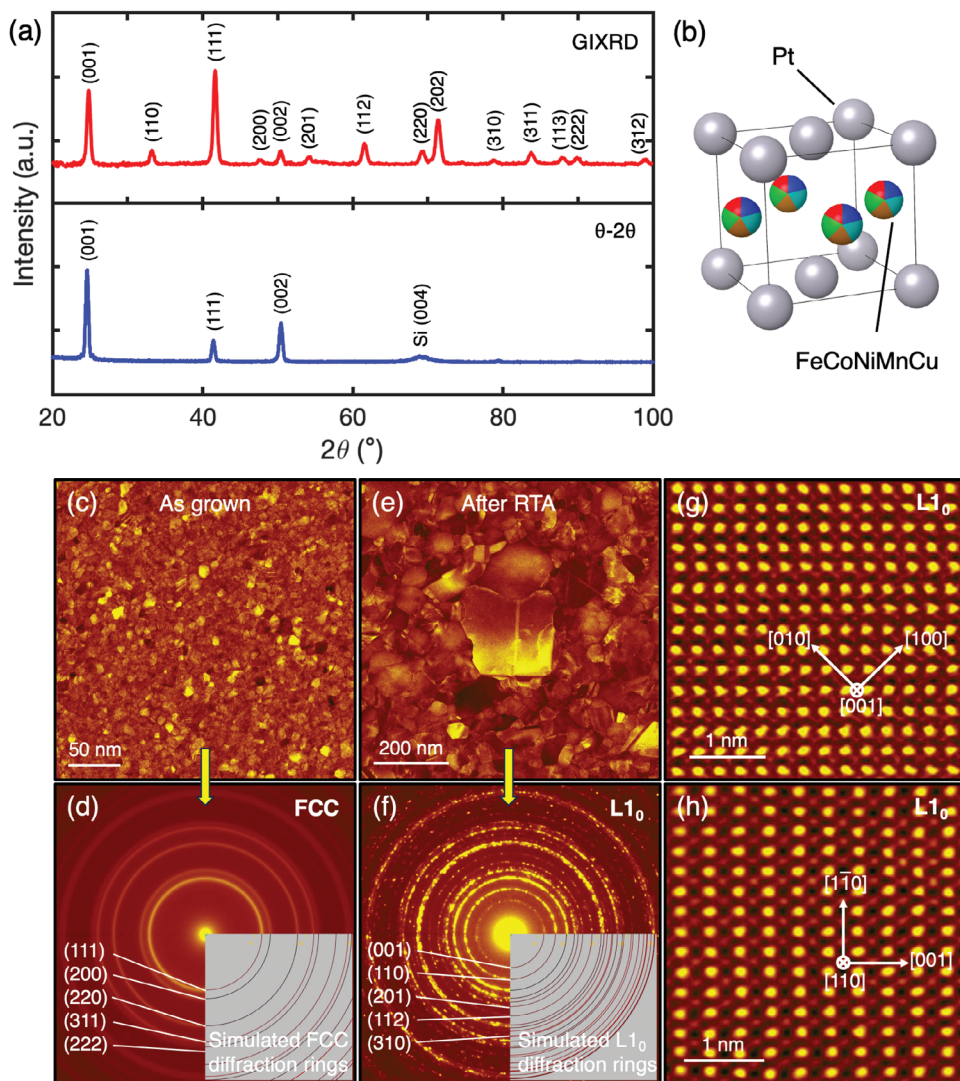 (a)
GIXRD
(001)
(110)
(111)
(200)
(002)
(201)
(112)
(220)
(202)
(310)
(311)
(113)
(222)
(312)
θ-2θ
(001)
(111)
(002)
Si (004)
Intensity (a.u.)
20
40
60
80
100
2θ (°)
(b)
Pt
FeCoNiMnCu
(c)
As grown
50 nm
(e)
After RTA
200 nm
(g)
L1₀
[010]
[100]
[001]
1 nm
(d)
FCC
(111)
(200)
(220)
(311)
(222)
Simulated FCC
diffraction rings
(f)
L1₀
(001)
(110)
(201)
(112)
(310)
Simulated L1₀
diffraction rings
(h)
L1₀
[11̅0]
[110]
[001]
1 nm